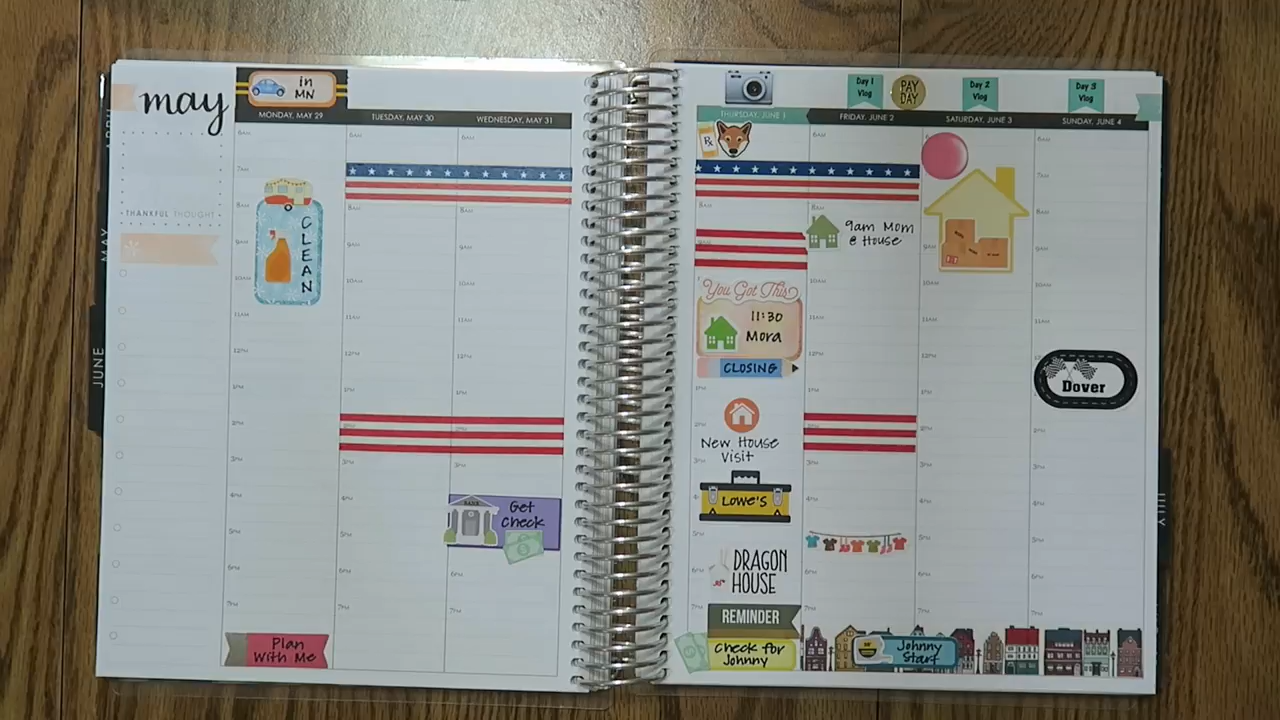 may
in
MN
MONDAY, MAY 29
TUESDAY, MAY 30
WEDNESDAY, MAY 31
THANKFUL THOUGHT
CLEAN
BANK
Get
Check
Plan
With Me
APRIL
MAY
JUNE
Day 1
Vlog
PAY
DAY
Day 2
Vlog
Day 3
Vlog
THURSDAY, JUNE 1
FRIDAY, JUNE 2
SATURDAY, JUNE 3
SUNDAY, JUNE 4
Rx
9am Mom
@ House
You Got This
11:30
Mora
CLOSING
New House
Visit
LOWE'S
DRAGON
HOUSE
REMINDER
Check for
Johnny
Johnny
Start
Dover
JULY